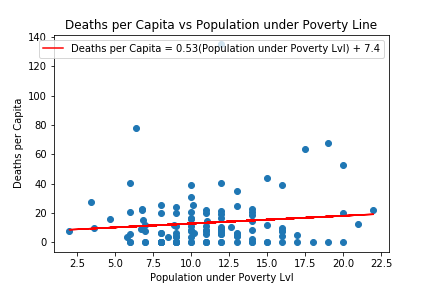 Deaths per Capita vs Population under Poverty Line
Deaths per Capita = 0.53(Population under Poverty Lvl) + 7.4
Deaths per Capita
140
120
100
80
60
40
20
0
2.5 5.0 7.5 10.0 12.5 15.0 17.5 20.0 22.5
Population under Poverty Lvl